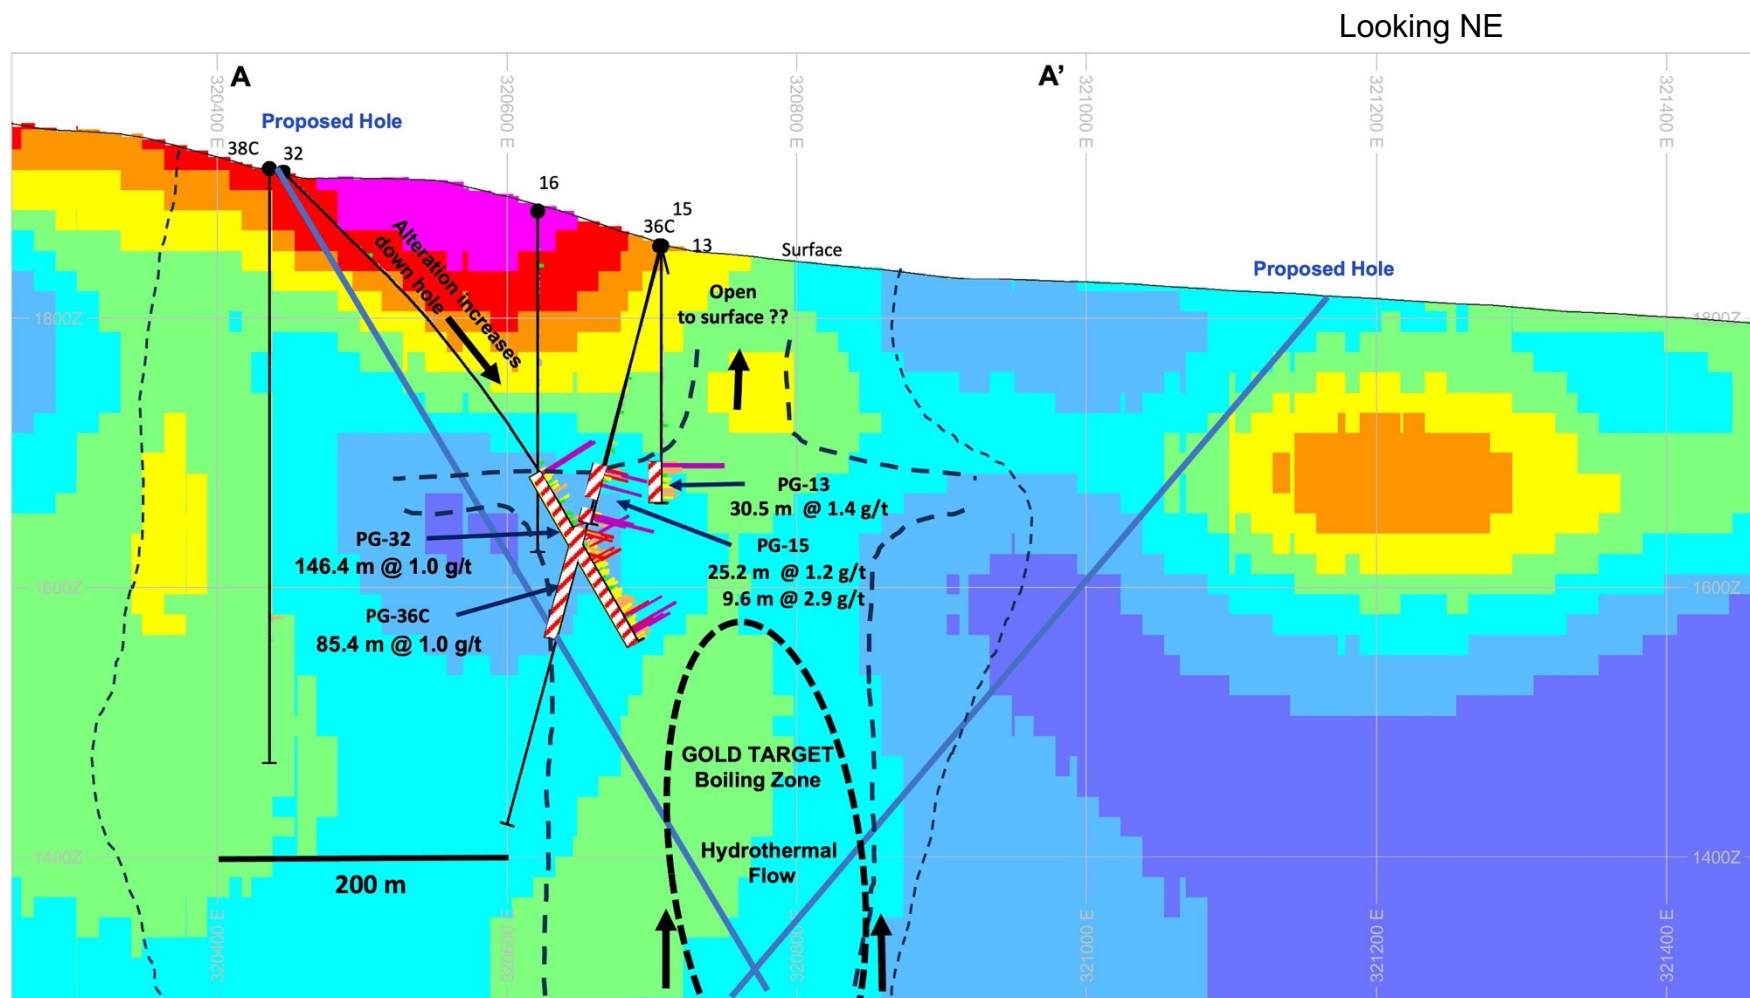 Looking NE
A
A’
320400 E
320600 E
320800 E
321000 E
321200 E
321400 E
Proposed Hole
38C
32
16
15
36C
13
Surface
Proposed Hole
Alteration increases
down hole
Open
to surface ??
1800Z
1800Z
PG-13
30.5 m @ 1.4 g/t
PG-32
146.4 m @ 1.0 g/t
PG-15
25.2 m @ 1.2 g/t
9.6 m @ 2.9 g/t
1600Z
1600Z
PG-36C
85.4 m @ 1.0 g/t
GOLD TARGET
Boiling Zone
Hydrothermal
Flow
1400Z
1400Z
200 m
320400 E
320600 E
320800 E
321000 E
321200 E
321400 E